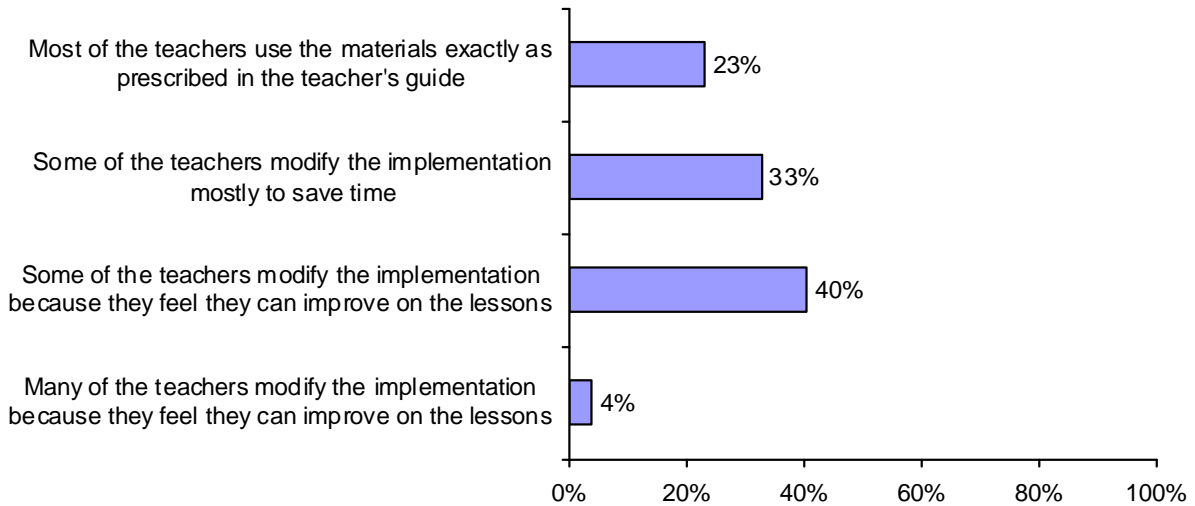 Most of the teachers use the materials exactly as
prescribed in the teacher's guide
23%
Some of the teachers modify the implementation
mostly to save time
33%
Some of the teachers modify the implementation
because they feel they can improve on the lessons
40%
Many of the teachers modify the implementation
because they feel they can improve on the lessons
4%
0% 20% 40% 60% 80% 100%